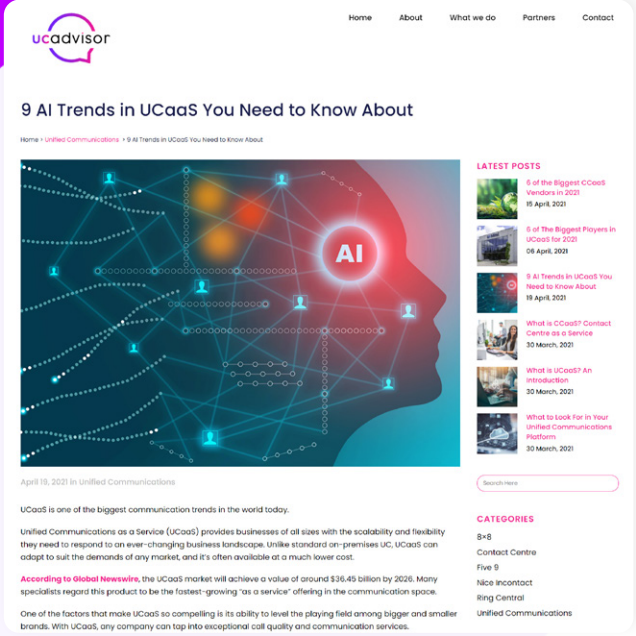 Home About What we do Partners Contact
ucadvisor
9 AI Trends in UCaaS You Need to Know About
Home › Unified Communications › 9 AI Trends in UCaaS You Need to Know About
AI
LATEST POSTS
6 of the Biggest CCaaS
Vendors in 2021
15 April, 2021
6 of The Biggest Players in
UCaaS for 2021
06 April, 2021
9 AI Trends in UCaaS You
Need to Know About
19 April, 2021
What is CCaaS? Contact
Centre as a Service
30 March, 2021
What is UCaaS? An
Introduction
30 March, 2021
What to Look For in Your
Unified Communications
Platform
30 March, 2021
Search Here
CATEGORIES
8×8
Contact Centre
Five 9
Nice Incontact
Ring Central
Unified Communications
April 19, 2021 in Unified Communications
UCaaS is one of the biggest communication trends in the world today.
Unified Communications as a Service (UCaaS) provides businesses of all sizes with the scalability and flexibility
they need to respond to an ever-changing business landscape. Unlike standard on-premises UC, UCaaS can
adapt to suit the demands of any market, and it's often available at a much lower cost.
According to Global Newswire, the UCaaS market will achieve a value of around $36.45 billion by 2026. Many
specialists regard this product to be the fastest-growing "as a service" offering in the communication space.
One of the factors that make UCaaS so compelling is its ability to level the playing field among bigger and smaller
brands. With UCaaS, any company can tap into exceptional call quality and communication services.